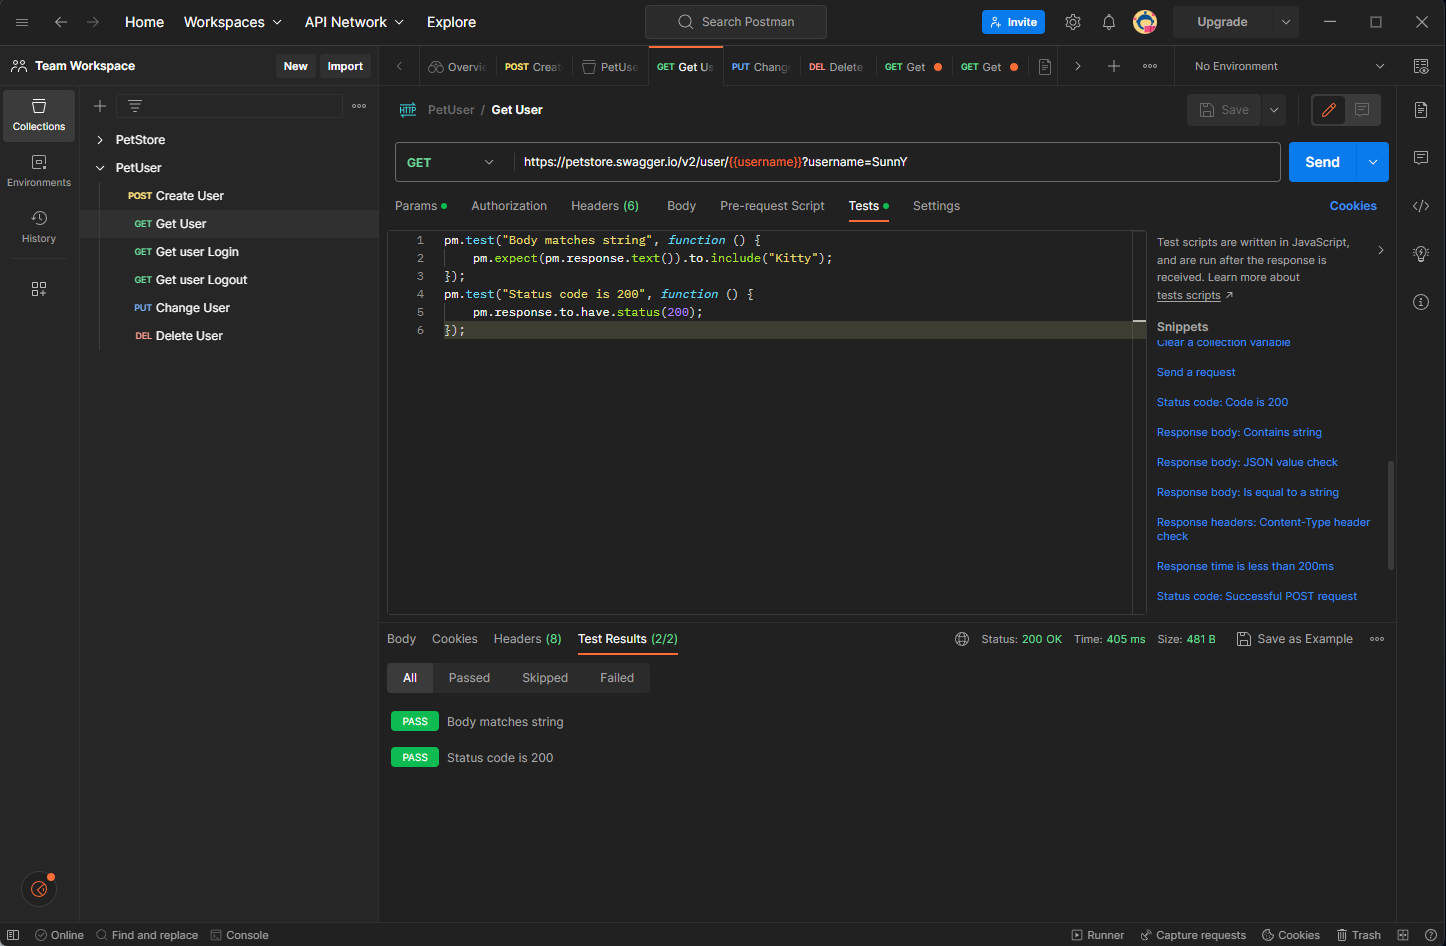 Home Workspaces API Network Explore Search Postman Invite Upgrade
Team Workspace New Import
Overvi POST Creat PetUse GET Get Us PUT Chang DEL Delete GET Get GET Get No Environment
Collections
Environments
History
PetStore
PetUser
POST Create User
GET Get User
GET Get user Login
GET Get user Logout
PUT Change User
DEL Delete User
HTTP PetUser / Get User Save
GET https://petstore.swagger.io/v2/user/{{username}}?username=SunnY Send
Params Authorization Headers (6) Body Pre-request Script Tests Settings Cookies
1 pm.test("Body matches string", function () {
2 pm.expect(pm.response.text()).to.include("Kitty");
3 });
4 pm.test("Status code is 200", function () {
5 pm.response.to.have.status(200);
6 });
Test scripts are written in JavaScript,
and are run after the response is
received. Learn more about
tests scripts ↗
Snippets
Clear a collection variable
Send a request
Status code: Code is 200
Response body: Contains string
Response body: JSON value check
Response body: Is equal to a string
Response headers: Content-Type header
check
Response time is less than 200ms
Status code: Successful POST request
Body Cookies Headers (8) Test Results (2/2) Status: 200 OK Time: 405 ms Size: 481 B Save as Example
All Passed Skipped Failed
PASS Body matches string
PASS Status code is 200
Online Find and replace Console Runner Capture requests Cookies Trash